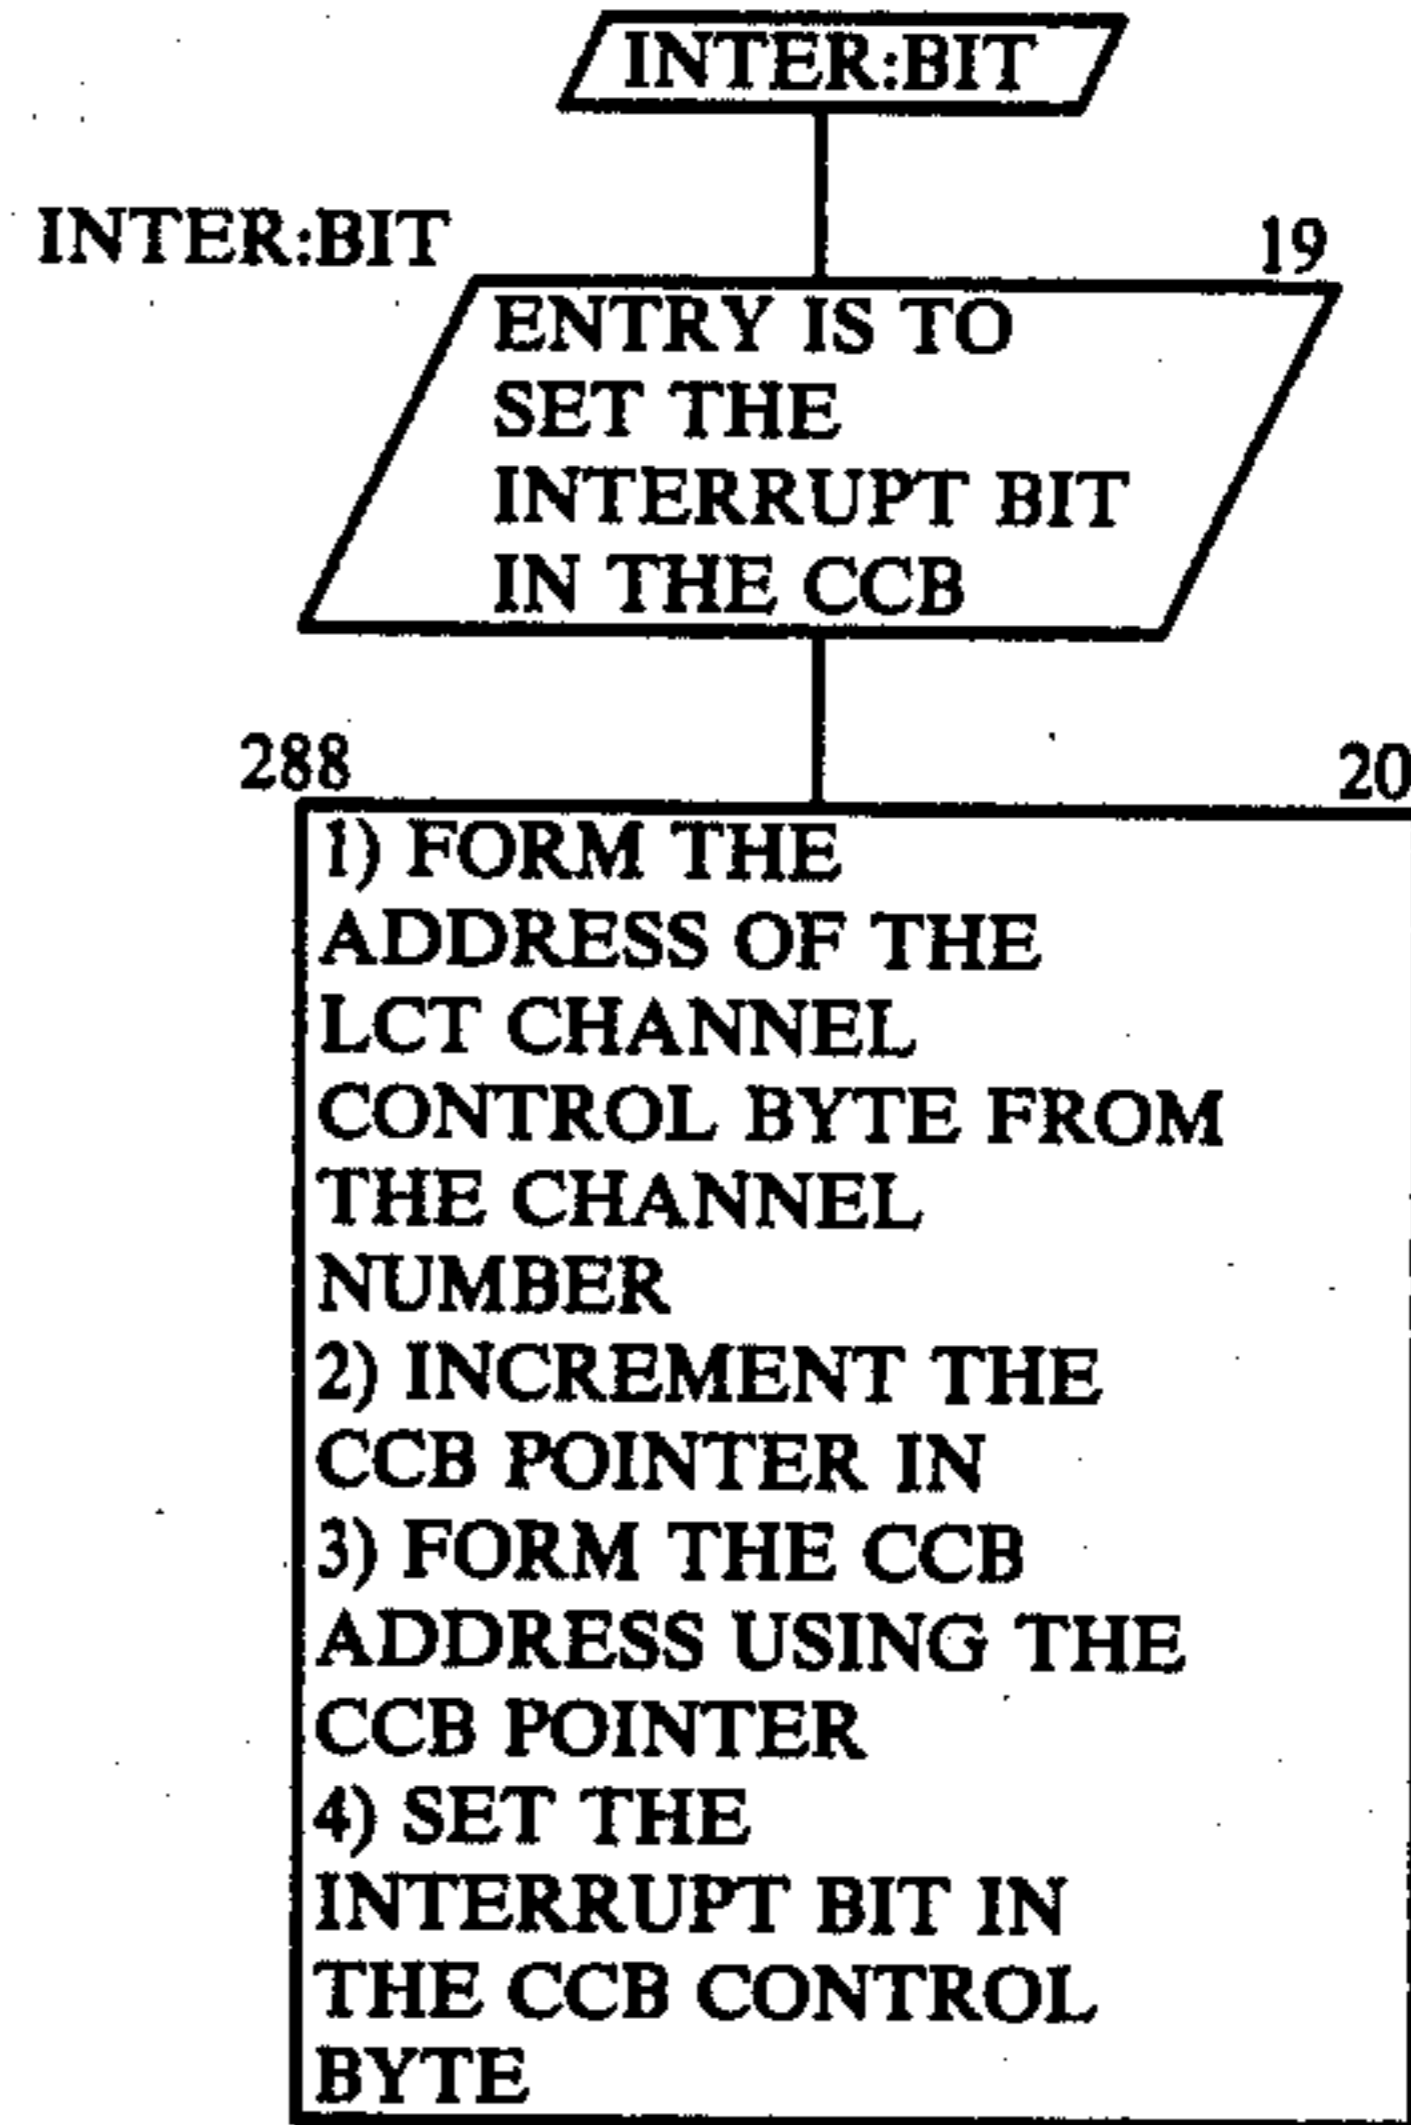 INTER:BIT
INTER:BIT
19
ENTRY IS TO
SET THE
INTERRUPT BIT
IN THE CCB
288
20
1) FORM THE
ADDRESS OF THE
LCT CHANNEL
CONTROL BYTE FROM
THE CHANNEL
NUMBER
2) INCREMENT THE
CCB POINTER IN
3) FORM THE CCB
ADDRESS USING THE
CCB POINTER
4) SET THE
INTERRUPT BIT IN
THE CCB CONTROL
BYTE